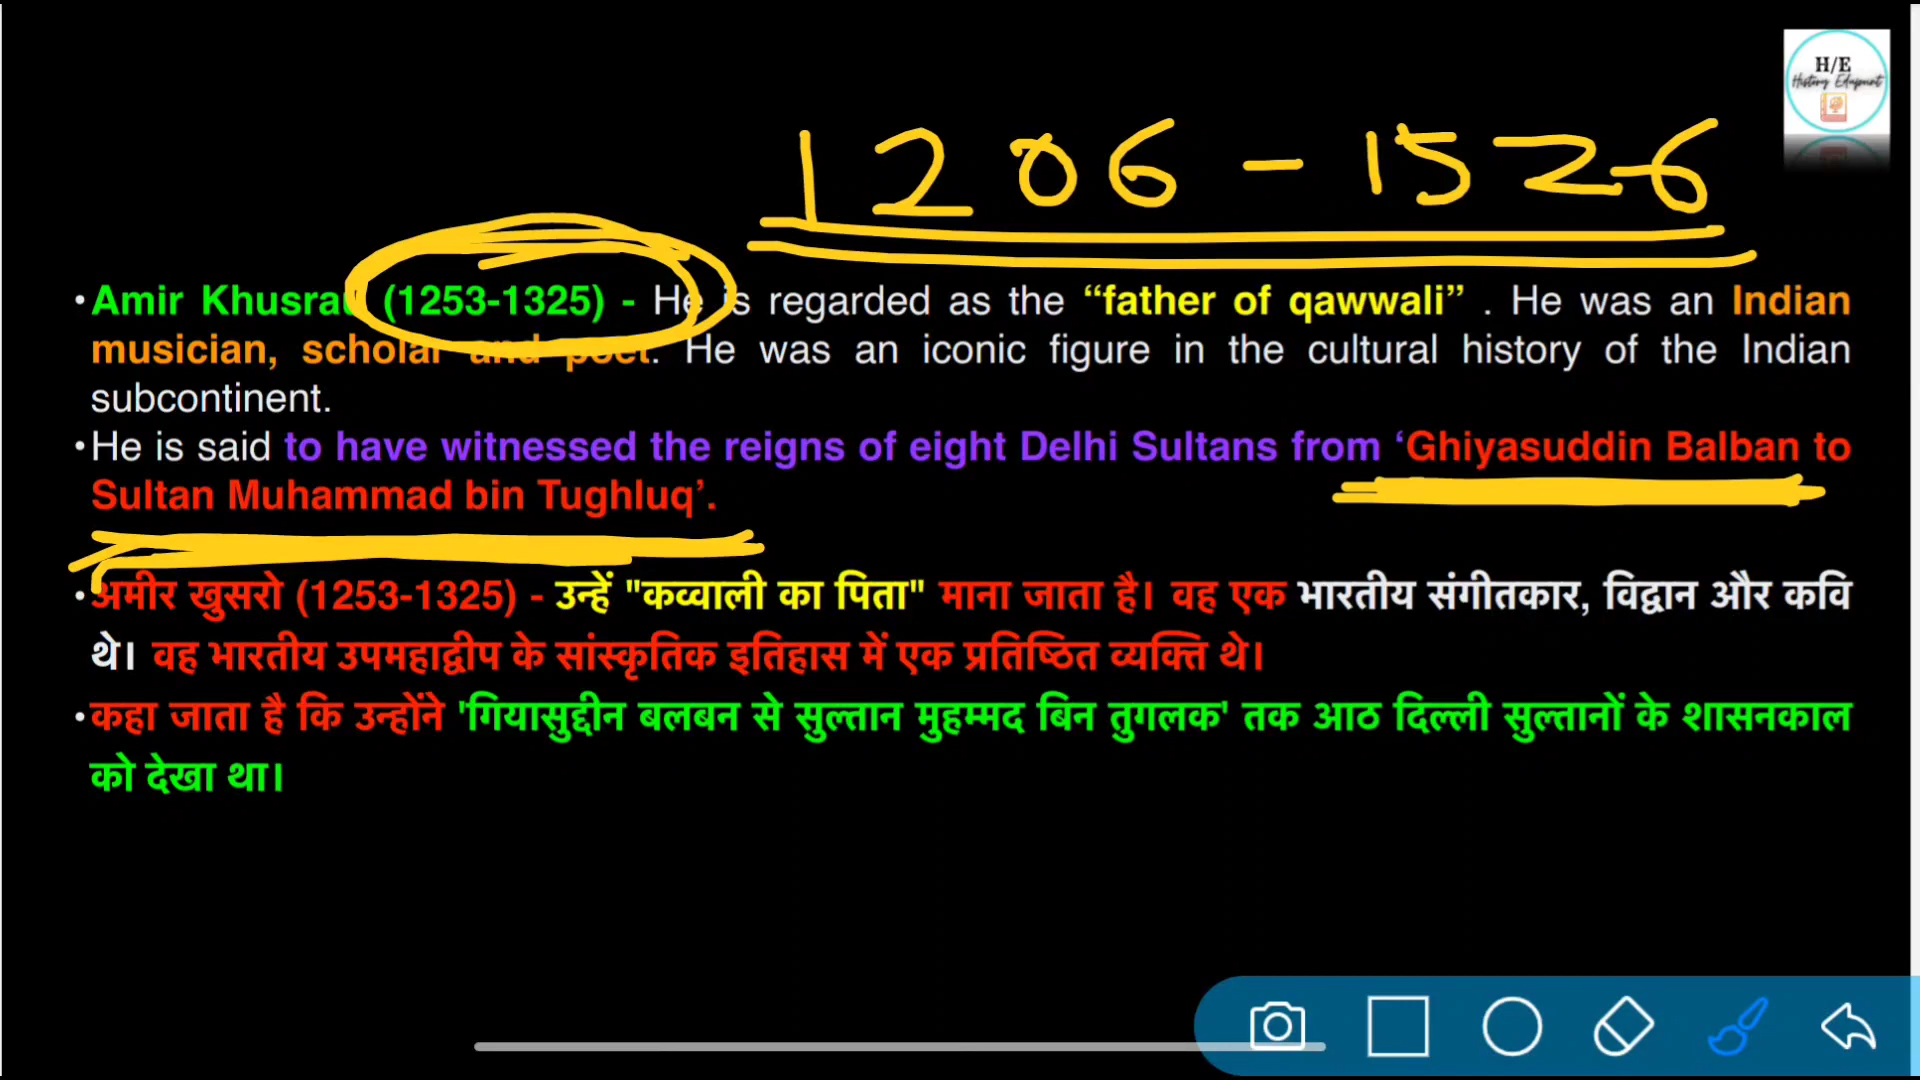 H/E
1206 - 1526
•Amir Khusrau (1253-1325) - He is regarded as the “father of qawwali” . He was an Indian
musician, scholar and poet. He was an iconic figure in the cultural history of the Indian
subcontinent.
•He is said to have witnessed the reigns of eight Delhi Sultans from ‘Ghiyasuddin Balban to
Sultan Muhammad bin Tughluq’.
•अमीर खुसरो (1253-1325) - उन्हें "कव्वाली का पिता" माना जाता है। वह एक भारतीय संगीतकार, विद्वान और कवि
थे। वह भारतीय उपमहाद्वीप के सांस्कृतिक इतिहास में एक प्रतिष्ठित व्यक्ति थे।
•कहा जाता है कि उन्होंने 'गियासुद्दीन बलबन से सुल्तान मुहम्मद बिन तुगलक' तक आठ दिल्ली सुल्तानों के शासनकाल
को देखा था।